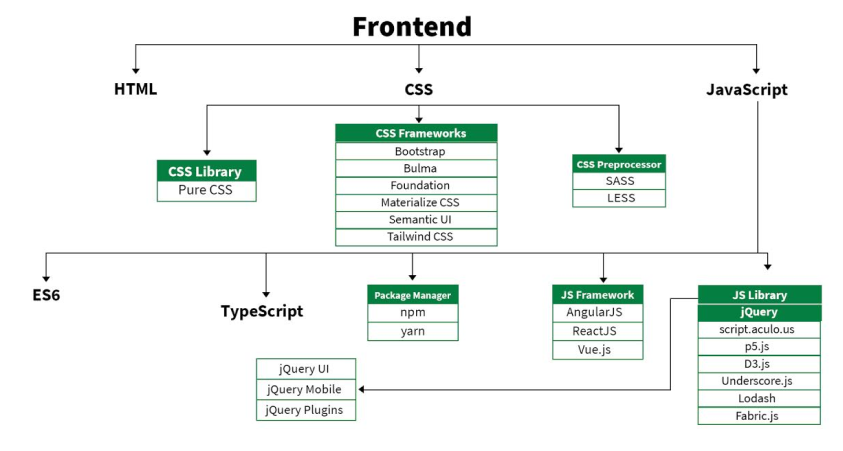 Frontend
HTML
CSS
JavaScript
CSS Library
Pure CSS
CSS Frameworks
Bootstrap
Bulma
Foundation
Materialize CSS
Semantic UI
Tailwind CSS
CSS Preprocessor
SASS
LESS
ES6
TypeScript
Package Manager
npm
yarn
JS Framework
AngularJS
ReactJS
Vue.js
JS Library
jQuery
script.aculo.us
p5.js
D3.js
Underscore.js
Lodash
Fabric.js
jQuery UI
jQuery Mobile
jQuery Plugins